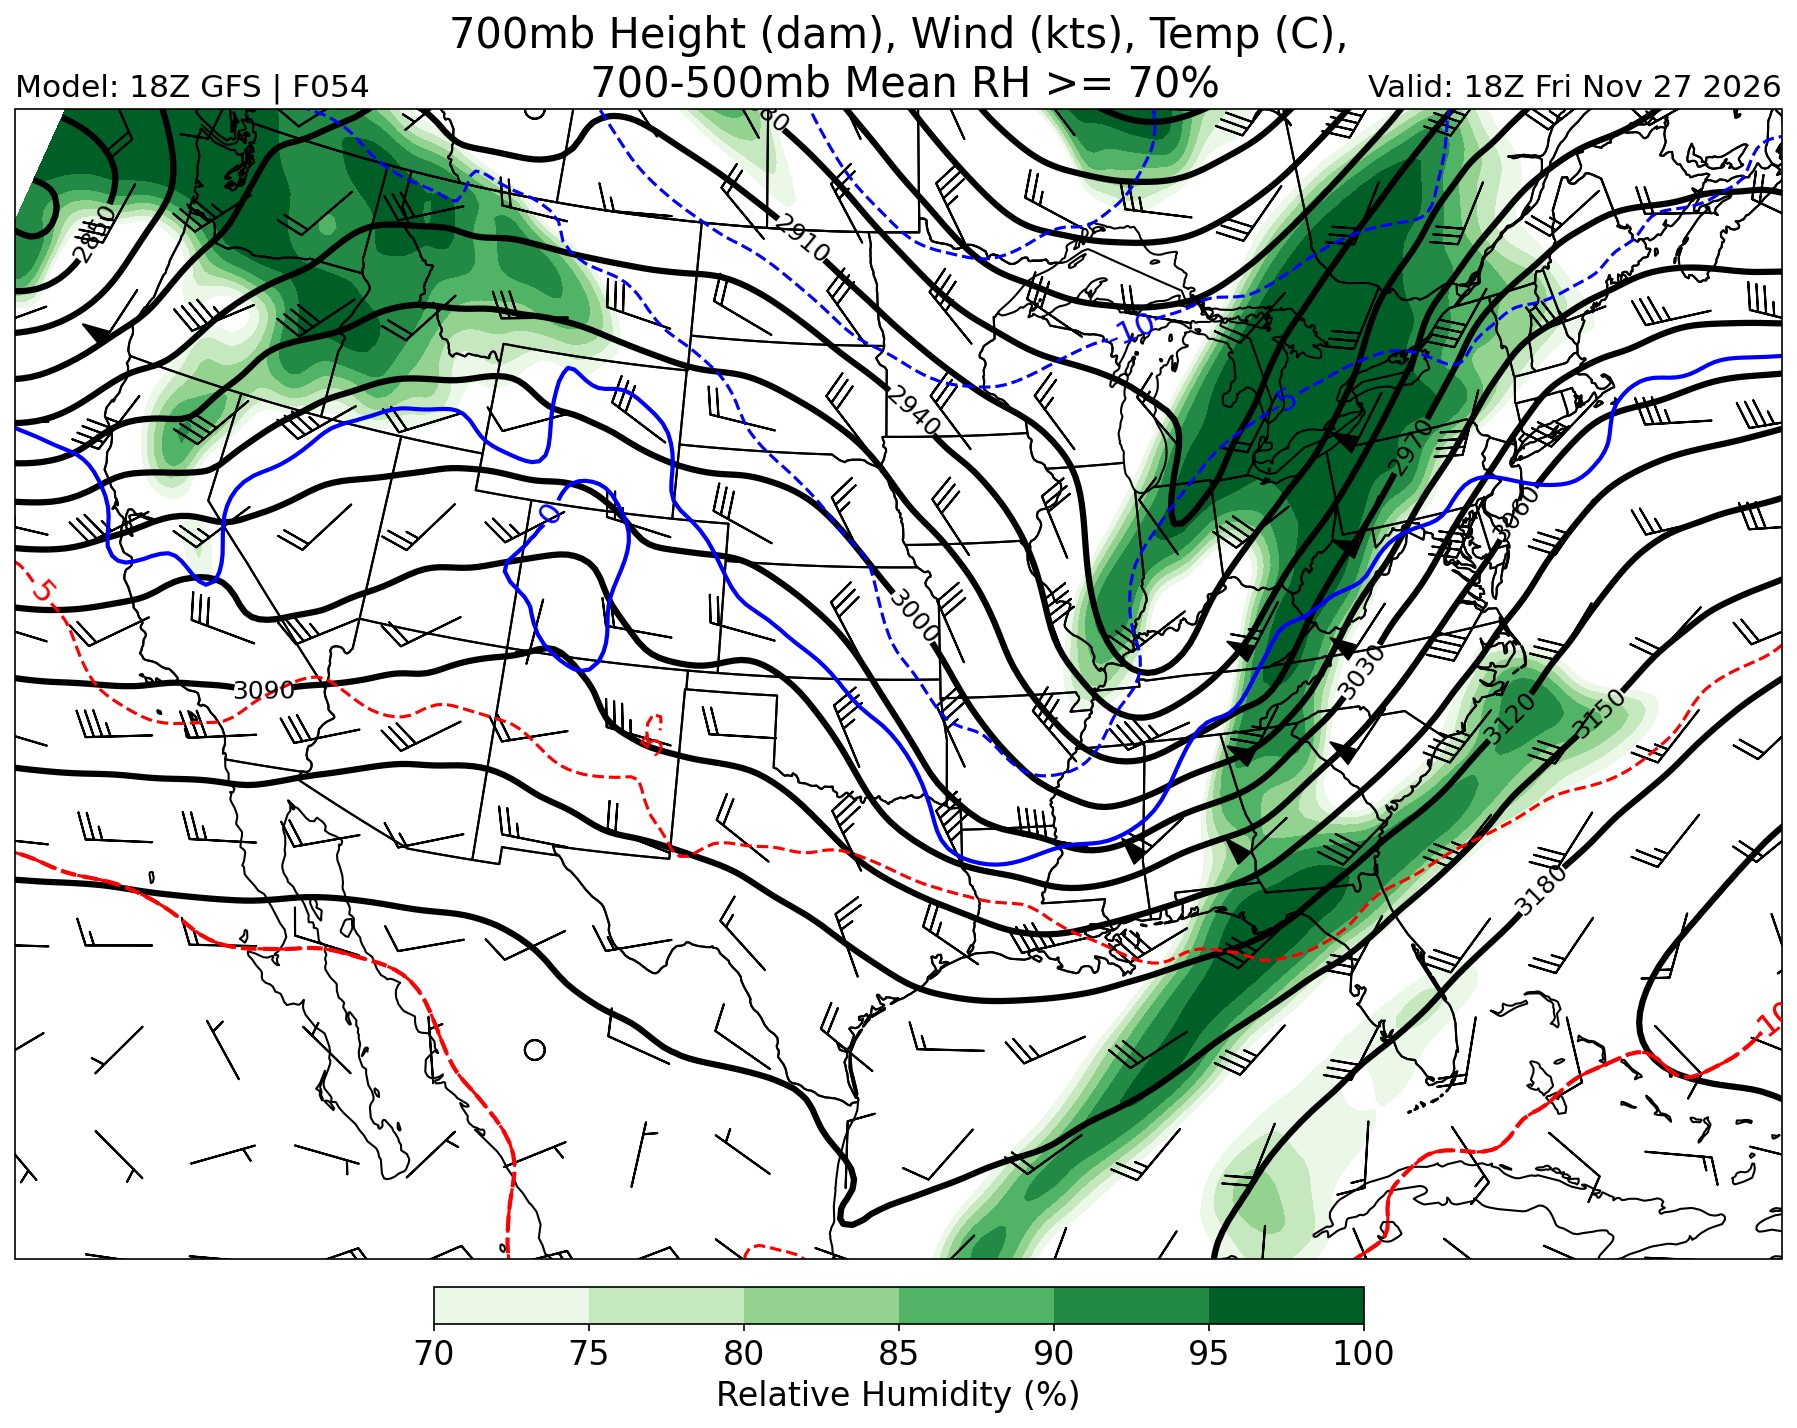 700mb Height (dam), Wind (kts), Temp (C),
700-500mb Mean RH >= 70%
Model: 18Z GFS | F054
Valid: 18Z Fri Nov 27 2026
2910
2850
-10
2940
-5
2970
0
3060
5
3000
3030
3090
5
3120
3150
3180
10
70 75 80 85 90 95 100
Relative Humidity (%)